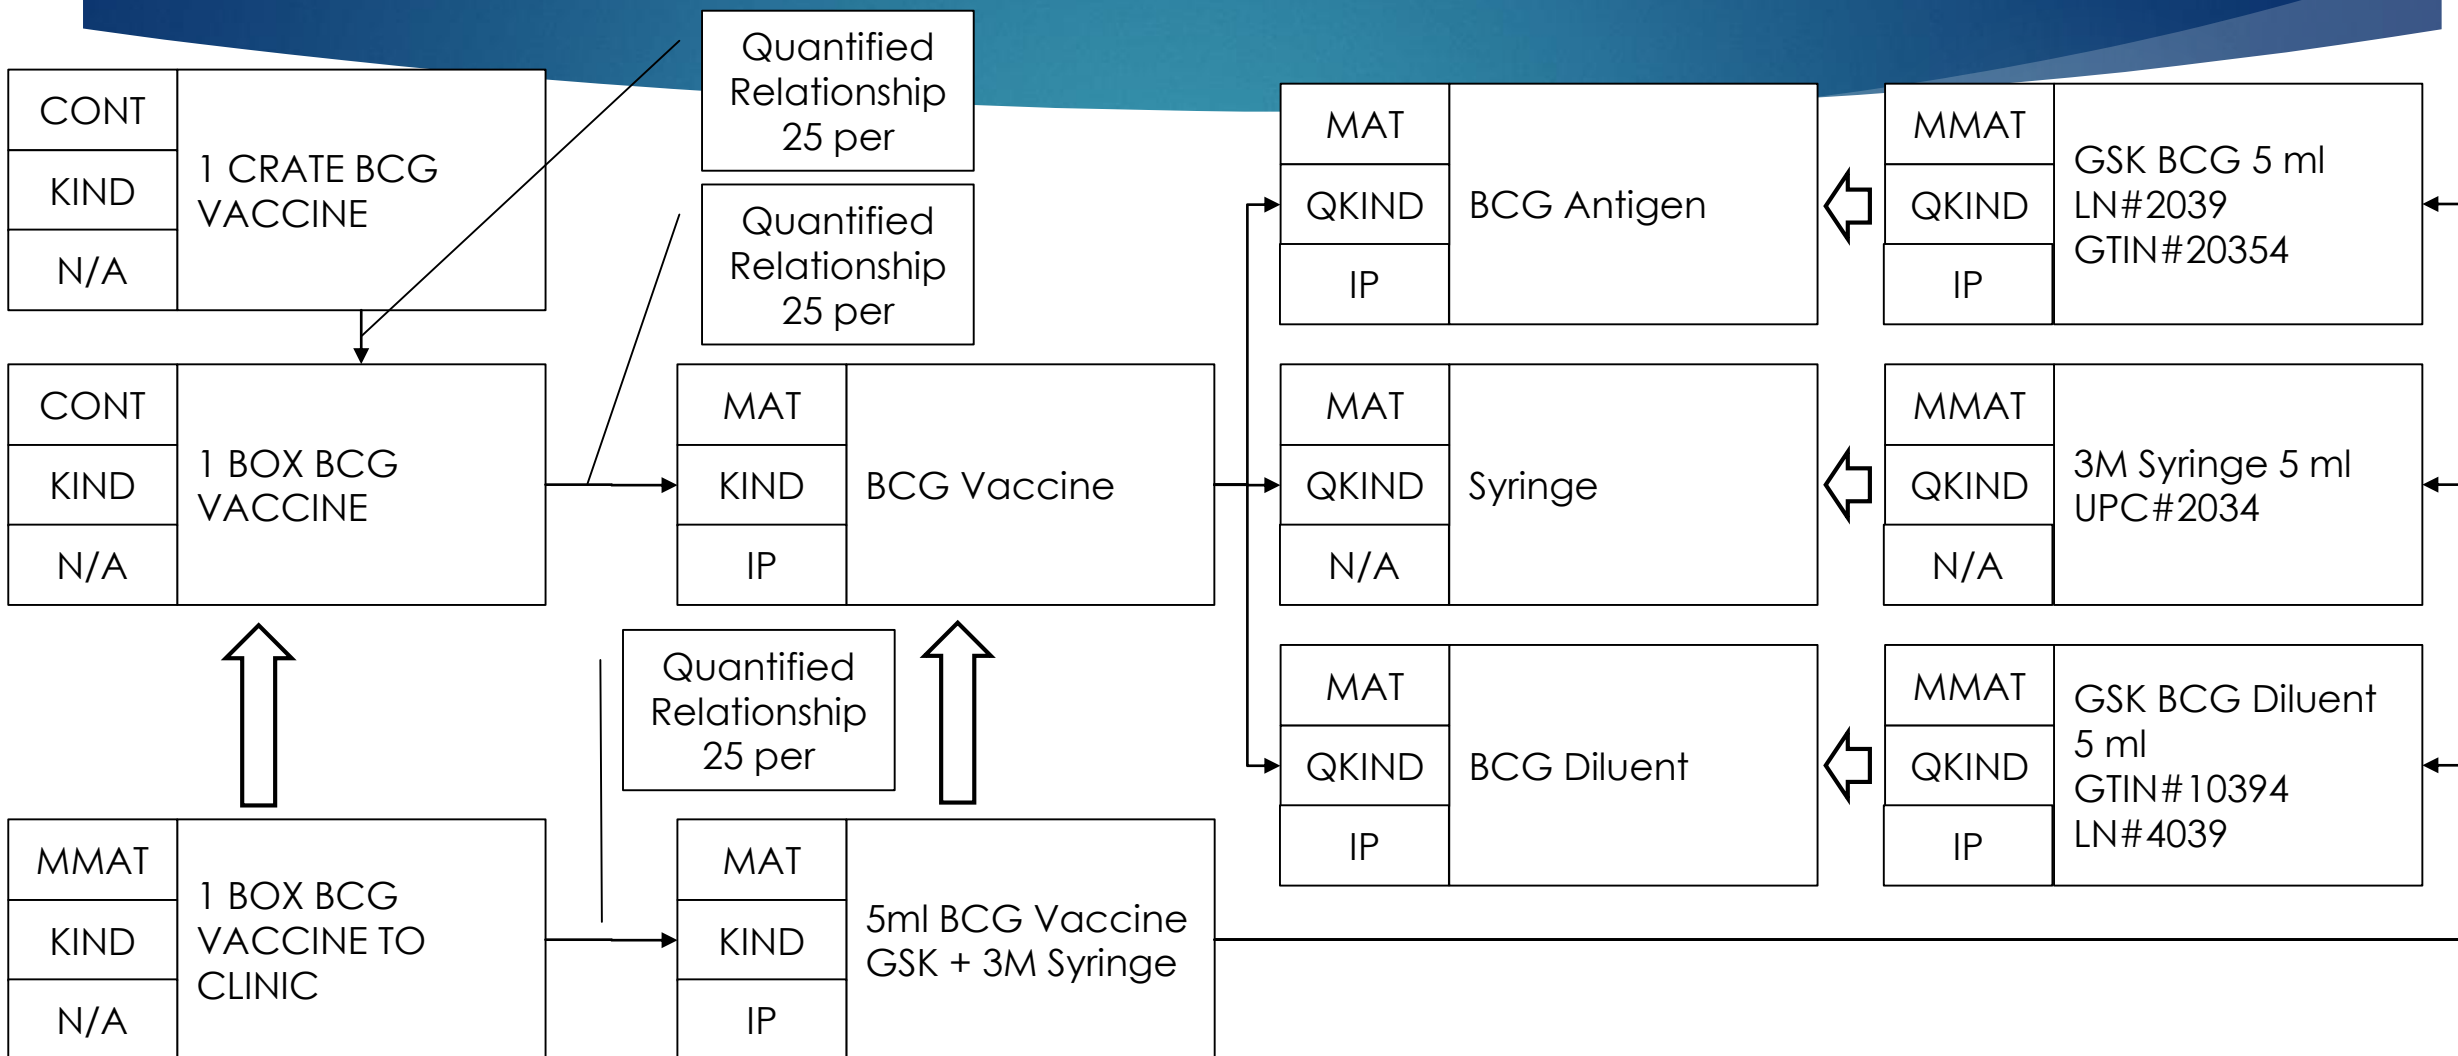 Quantified
Relationship
25 per
CONT
KIND
N/A
1 CRATE BCG
VACCINE
Quantified
Relationship
25 per
MAT
QKIND
IP
BCG Antigen
MMAT
QKIND
IP
GSK BCG 5 ml
LN#2039
GTIN#20354
CONT
KIND
N/A
1 BOX BCG
VACCINE
MAT
KIND
IP
BCG Vaccine
MAT
QKIND
N/A
Syringe
MMAT
QKIND
N/A
3M Syringe 5 ml
UPC#2034
Quantified
Relationship
25 per
MAT
QKIND
IP
BCG Diluent
MMAT
QKIND
IP
GSK BCG Diluent
5 ml
GTIN#10394
LN#4039
MMAT
KIND
N/A
1 BOX BCG
VACCINE TO
CLINIC
MAT
KIND
IP
5ml BCG Vaccine
GSK + 3M Syringe